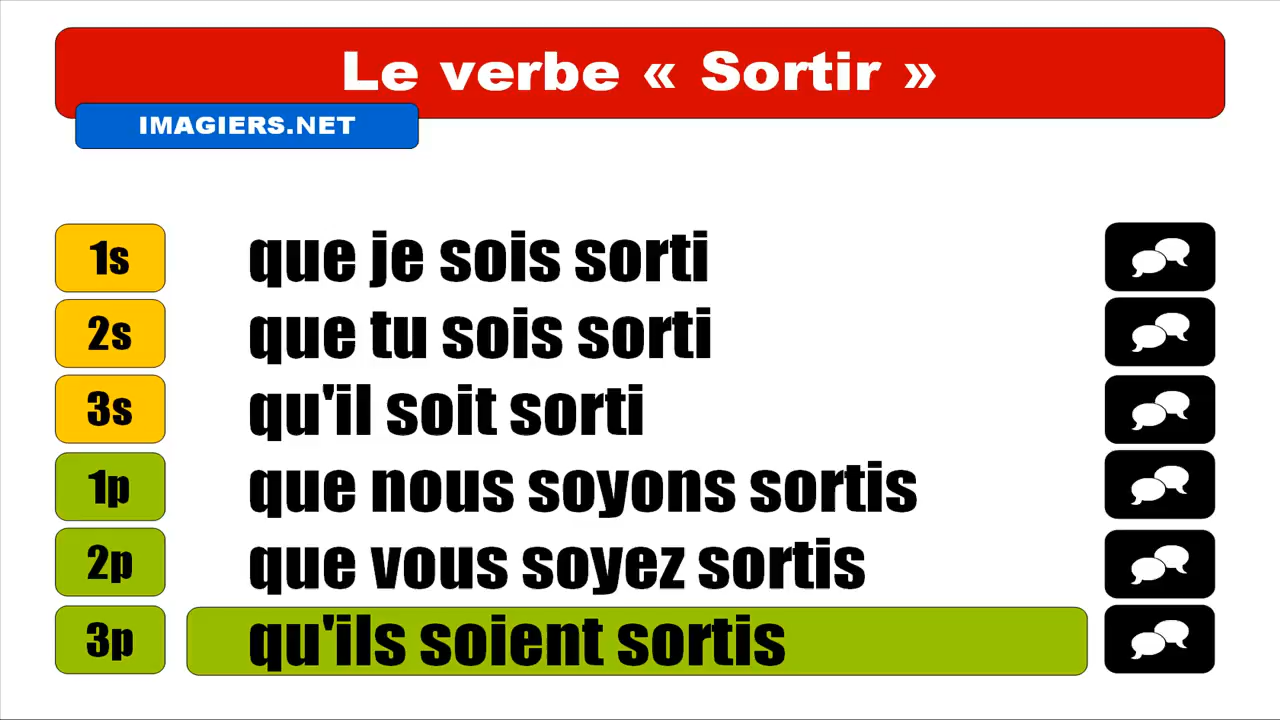 Le verbe « Sortir »
IMAGIERS.NET
1s que je sois sorti
2s que tu sois sorti
3s qu'il soit sorti
1p que nous soyons sortis
2p que vous soyez sortis
3p qu'ils soient sortis